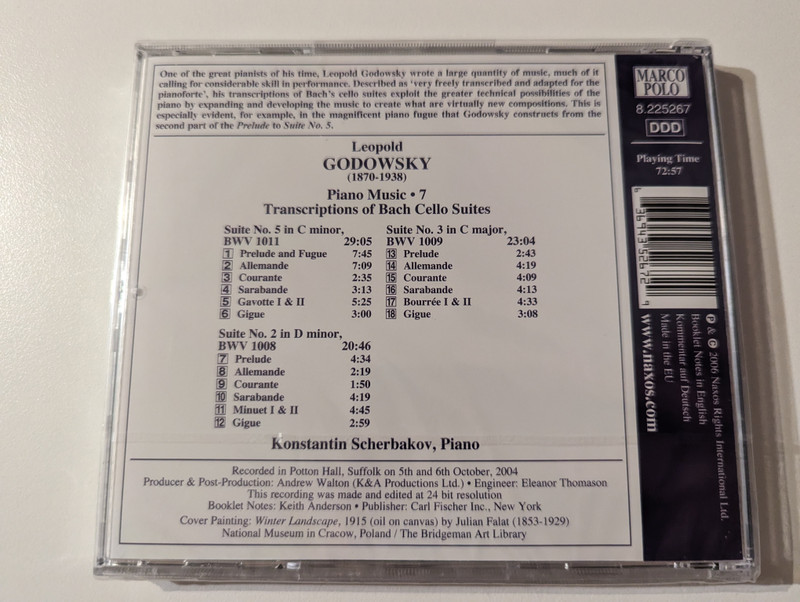 One of the great pianists of his time, Leopold Godowsky wrote a large quantity of music, much of it
calling for considerable skill in performance. Described as 'very freely transcribed and adapted for the
pianoforte', his transcriptions of Bach's cello suites exploit the greater technical possibilities of the
piano by expanding and developing the music to create what are virtually new compositions. This is
especially evident, for example, in the magnificent piano fugue that Godowsky constructs from the
second part of the Prelude to Suite No. 5.
Leopold
GODOWSKY
(1870-1938)
Piano Music • 7
Transcriptions of Bach Cello Suites
Suite No. 5 in C minor,
BWV 1011 29:05
1 Prelude and Fugue 7:45
2 Allemande 7:09
3 Courante 2:35
4 Sarabande 3:13
5 Gavotte I & II 5:25
6 Gigue 3:00
Suite No. 2 in D minor,
BWV 1008 20:46
7 Prelude 4:34
8 Allemande 2:19
9 Courante 1:50
10 Sarabande 4:19
11 Minuet I & II 4:45
12 Gigue 2:59
Suite No. 3 in C major,
BWV 1009 23:04
13 Prelude 2:43
14 Allemande 4:19
15 Courante 4:09
16 Sarabande 4:13
17 Bourrée I & II 4:33
18 Gigue 3:08
Konstantin Scherbakov, Piano
Recorded in Potton Hall, Suffolk on 5th and 6th October, 2004
Producer & Post-Production: Andrew Walton (K&A Productions Ltd.) • Engineer: Eleanor Thomason
This recording was made and edited at 24 bit resolution
Booklet Notes: Keith Anderson • Publisher: Carl Fischer Inc., New York
Cover Painting: Winter Landscape, 1915 (oil on canvas) by Julian Falat (1853-1929)
National Museum in Cracow, Poland / The Bridgeman Art Library
MARCO
POLO
8.225267
DDD
Playing Time
72:57
℗ & © 2006 Naxos Rights International Ltd.
Booklet Notes in English
Kommentar auf Deutsch
Made in the EU
www.naxos.com